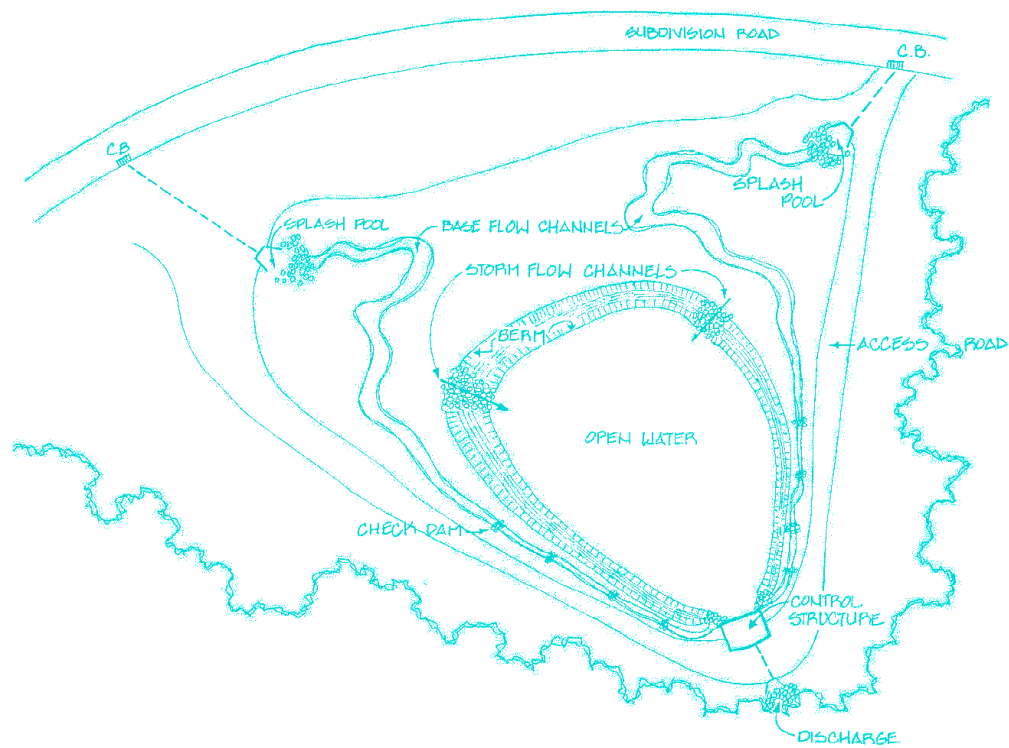 SUBDIVISION ROAD
C.B.
C.B
SPLASH
POOL
SPLASH POOL
BASE FLOW CHANNELS
STORM FLOW CHANNELS
BERM
ACCESS ROAD
OPEN WATER
CHECK DAM
CONTROL
STRUCTURE
DISCHARGE